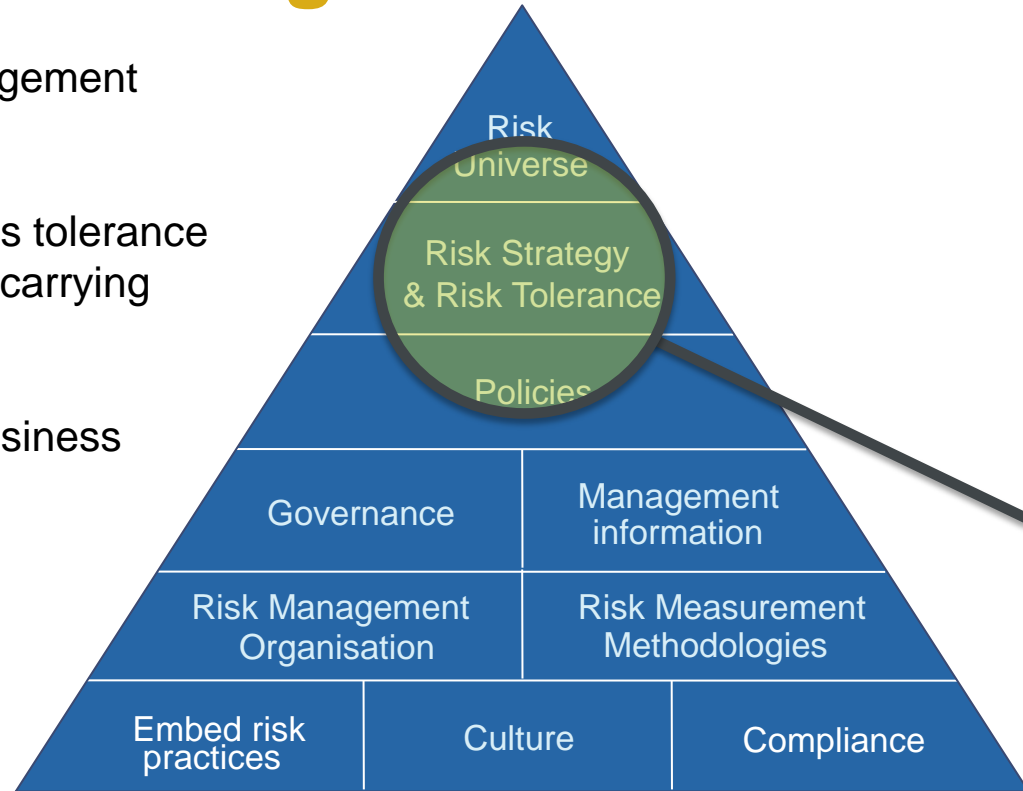 gement
s tolerance
carrying
siness
Risk
Universe
Risk Strategy
& Risk Tolerance
Policies
Governance
Management
information
Risk Management
Organisation
Risk Measurement
Methodologies
Embed risk
practices
Culture
Compliance